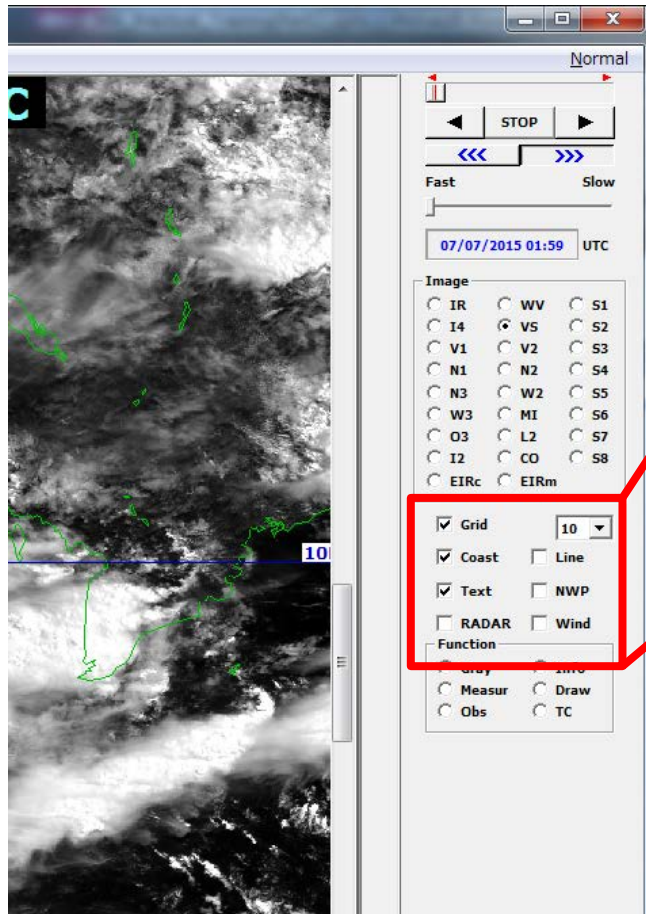 Normal
C
STOP
<<< >>>
Fast Slow
07/07/2015 01:59 UTC
Image
IR WV S1
I4 VS S2
V1 V2 S3
N1 N2 S4
N3 W2 S5
W3 MI S6
O3 L2 S7
I2 CO S8
EIRc EIRm
Grid 10
Coast Line
10
Text NWP
RADAR Wind
Function
Gray Info
Measur Draw
Obs TC